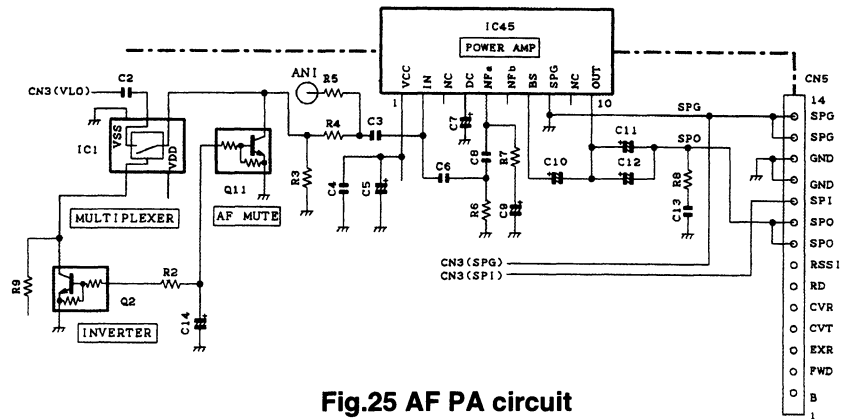 IC45
POWER AMP
VCC
IN
NC
DC
NFa
NFb
BS
SPG
NC
OUT
1
10
CN5
14
SPG
SPG
GND
GND
SPI
SPO
SPO
RSSI
RD
CVR
CVT
EXR
FWD
B
1
CN3(VLO)
C2
ANI
R5
R4
C3
C7
C8
R7
C6
C10
C11
C12
SPG
SPO
R8
C13
VSS
VDD
IC1
Q11
R3
C4
C5
R6
C9
MULTIPLEXER
AF MUTE
CN3(SPG)
CN3(SPI)
R9
Q2
R2
C14
INVERTER
Fig.25 AF PA circuit